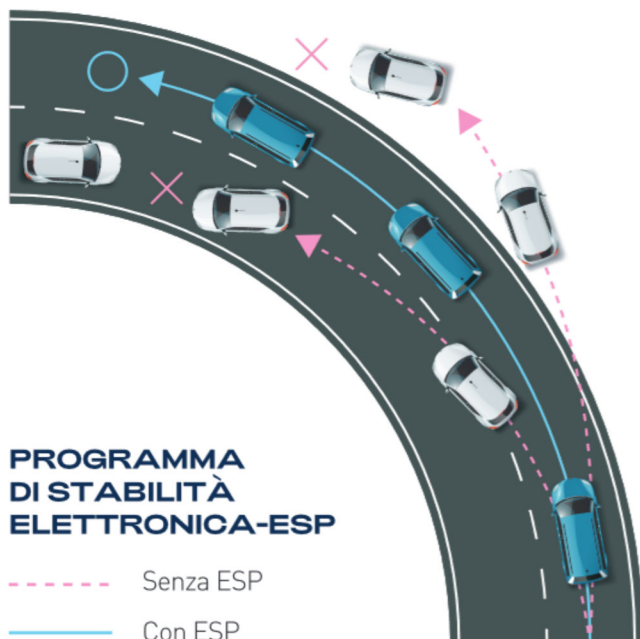 PROGRAMMA
DI STABILITÀ
ELETTRONICA-ESP
Senza ESP
Con ESP